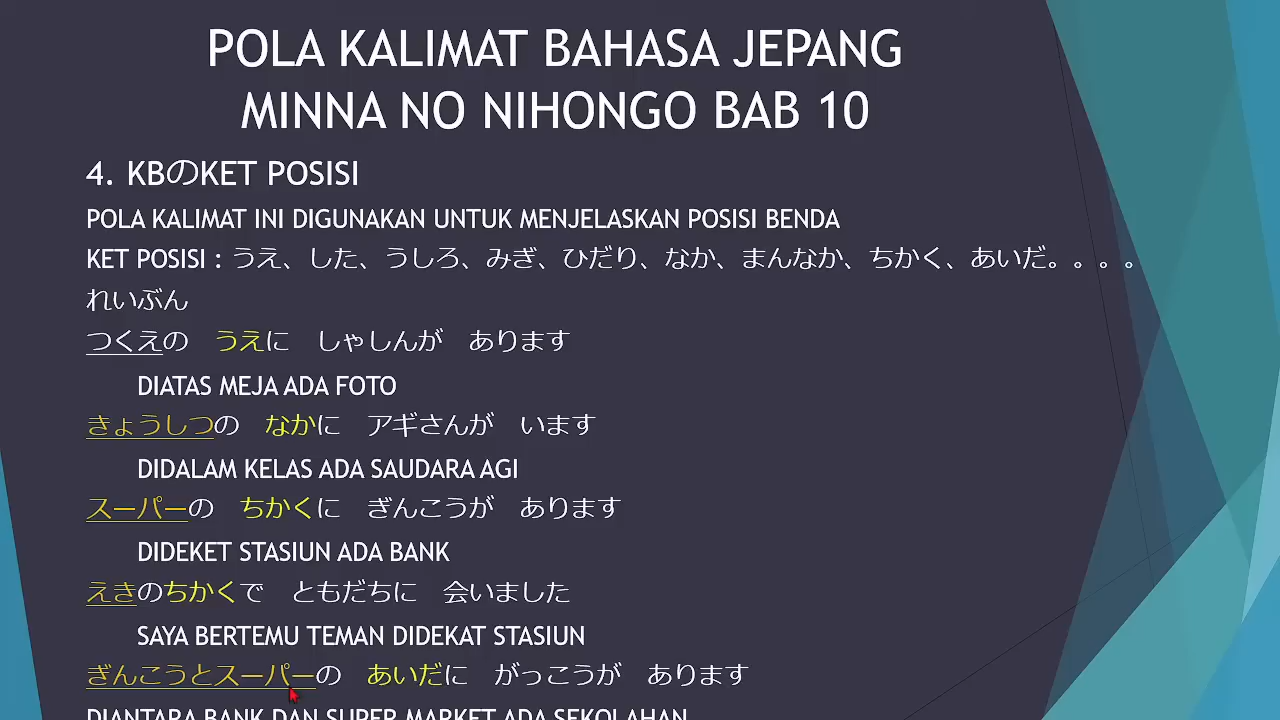 POLA KALIMAT BAHASA JEPANG
MINNA NO NIHONGO BAB 10
4. KBのKET POSISI
POLA KALIMAT INI DIGUNAKAN UNTUK MENJELASKAN POSISI BENDA
KET POSISI : うえ、した、うしろ、みぎ、ひだり、なか、まんなか、ちかく、あいだ。。。。
れいぶん
つくえの　うえに　しゃしんが　あります
DIATAS MEJA ADA FOTO
きょうしつの　なかに　アギさんが　います
DIDALAM KELAS ADA SAUDARA AGI
スーパーの　ちかくに　ぎんこうが　あります
DIDEKET STASIUN ADA BANK
えきのちかくで　ともだちに　会いました
SAYA BERTEMU TEMAN DIDEKAT STASIUN
ぎんこうとスーパーの　あいだに　がっこうが　あります
DIANTARA BANK DAN SUPER MARKET ADA SEKOLAHAN